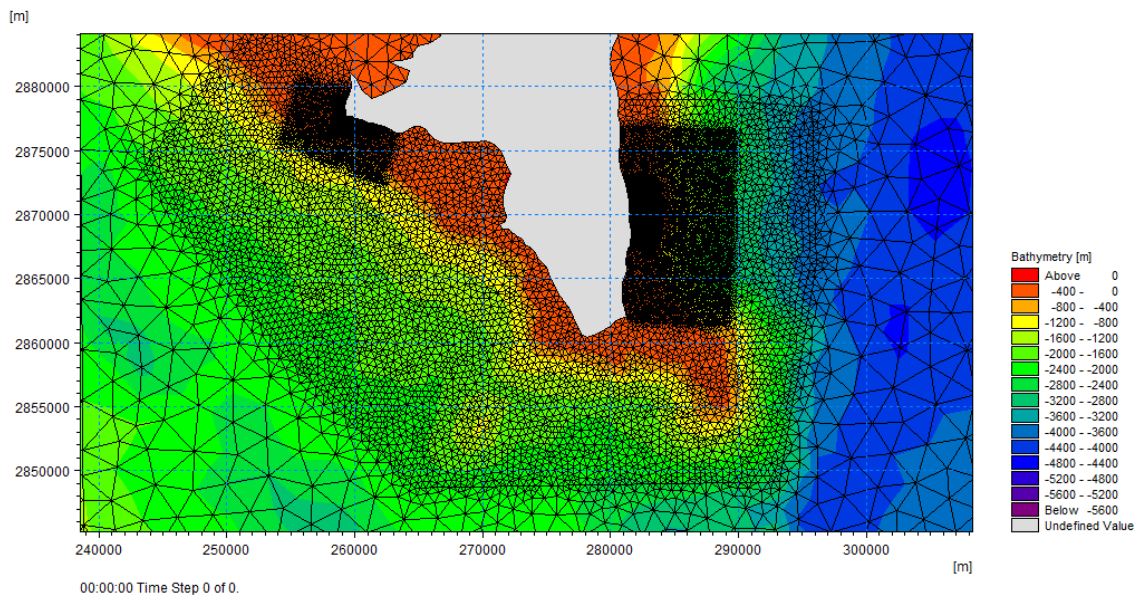 [m]
2880000
2875000
2870000
2865000
2860000
2855000
2850000
240000 250000 260000 270000 280000 290000 300000
[m]
00:00:00 Time Step 0 of 0.
Bathymetry [m]
Above 0
-400 - 0
-800 - -400
-1200 - -800
-1600 - -1200
-2000 - -1600
-2400 - -2000
-2800 - -2400
-3200 - -2800
-3600 - -3200
-4000 - -3600
-4400 - -4000
-4800 - -4400
-5200 - -4800
-5600 - -5200
Below -5600
Undefined Value